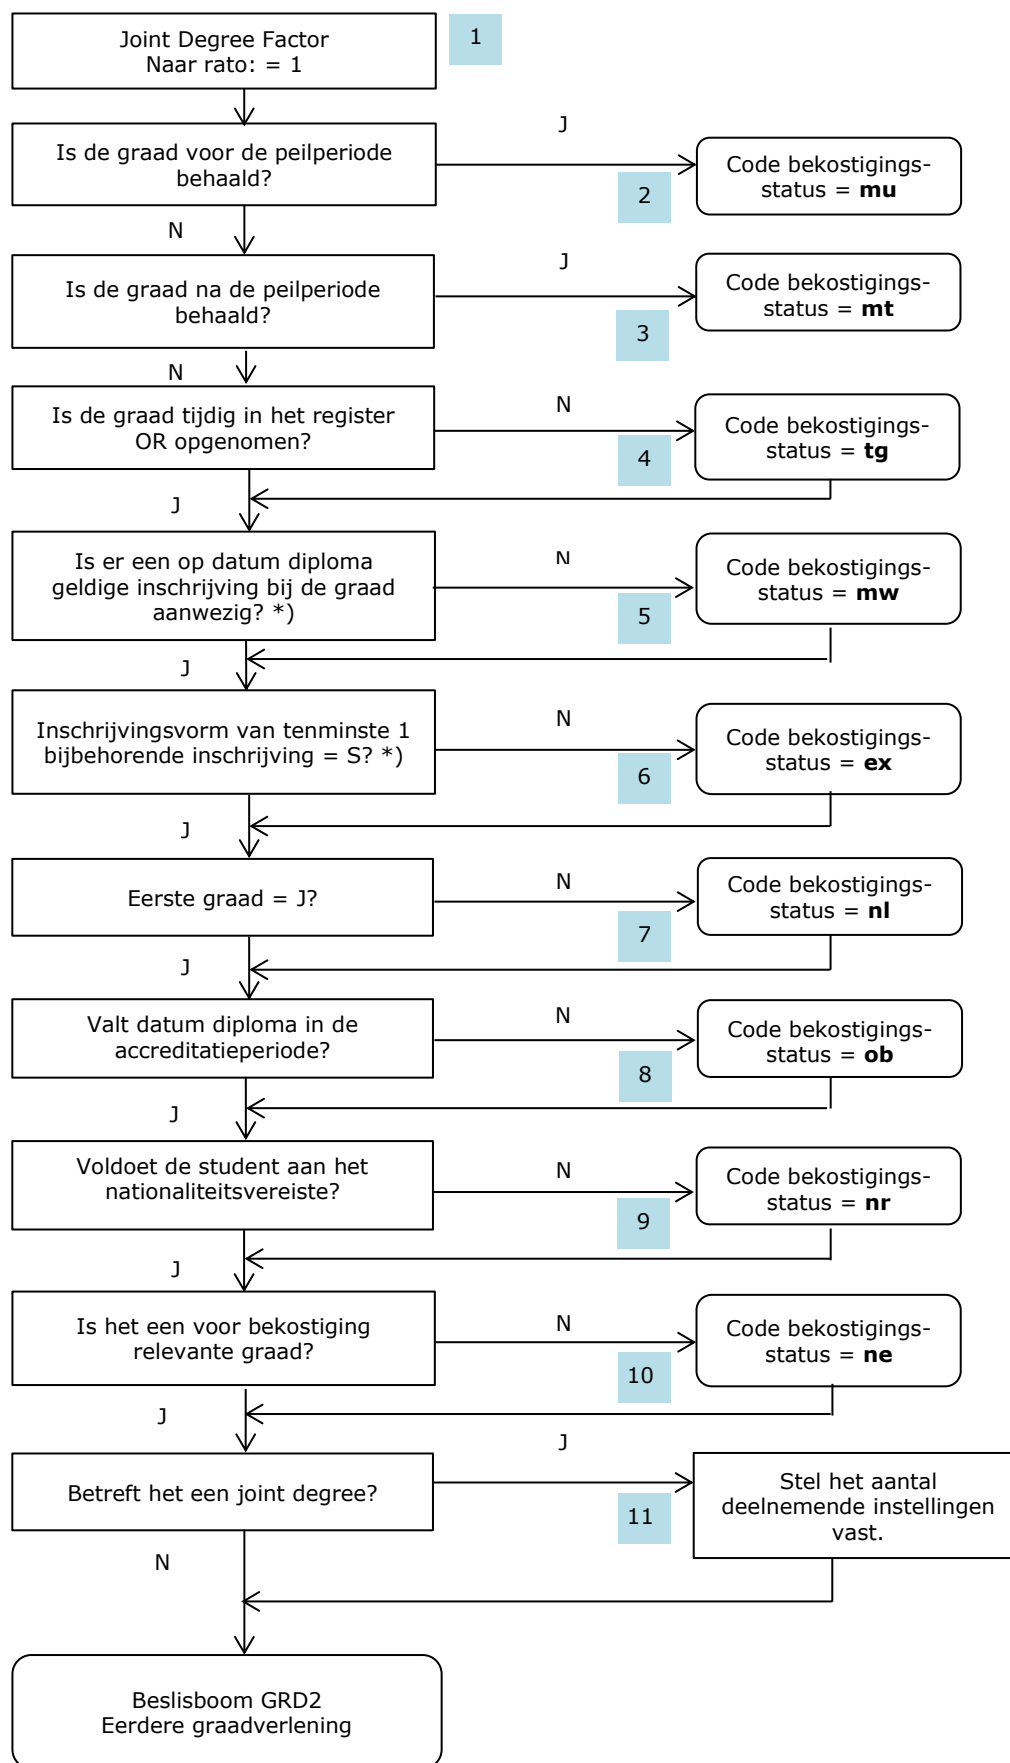 Joint Degree Factor
Naar rato: = 1
1
J
Is de graad voor de peilperiode
behaald?
Code bekostigings-
status = mu
2
N
J
Is de graad na de peilperiode
behaald?
Code bekostigings-
status = mt
3
N
Is de graad tijdig in het register
OR opgenomen?
N
Code bekostigings-
status = tg
4
J
Is er een op datum diploma
geldige inschrijving bij de graad
aanwezig? *)
N
Code bekostigings-
status = mw
5
J
Inschrijvingsvorm van tenminste 1
bijbehorende inschrijving = S? *)
N
Code bekostigings-
status = ex
6
J
Eerste graad = J?
N
Code bekostigings-
status = nl
7
J
Valt datum diploma in de
accreditatieperiode?
N
Code bekostigings-
status = ob
8
J
Voldoet de student aan het
nationaliteitsvereiste?
N
Code bekostigings-
status = nr
9
J
Is het een voor bekostiging
relevante graad?
N
Code bekostigings-
status = ne
10
J
J
Betreft het een joint degree?
Stel het aantal
deelnemende instellingen
vast.
11
N
Beslisboom GRD2
Eerdere graadverlening